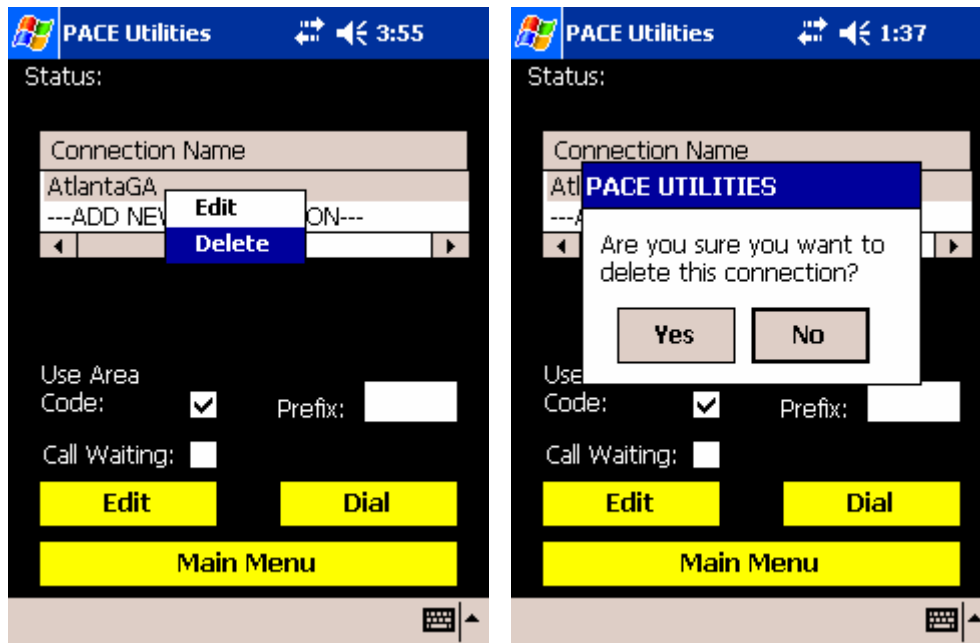 PACE Utilities 3:55
Status:
Connection Name
AtlantaGA
---ADD NEW ON---
Edit
Delete
Use Area
Code:
Prefix:
Call Waiting:
Edit Dial
Main Menu
PACE Utilities 1:37
Status:
Connection Name
Atl
PACE UTILITIES
Are you sure you want to
delete this connection?
Yes No
Use
Code:
Prefix:
Call Waiting:
Edit Dial
Main Menu